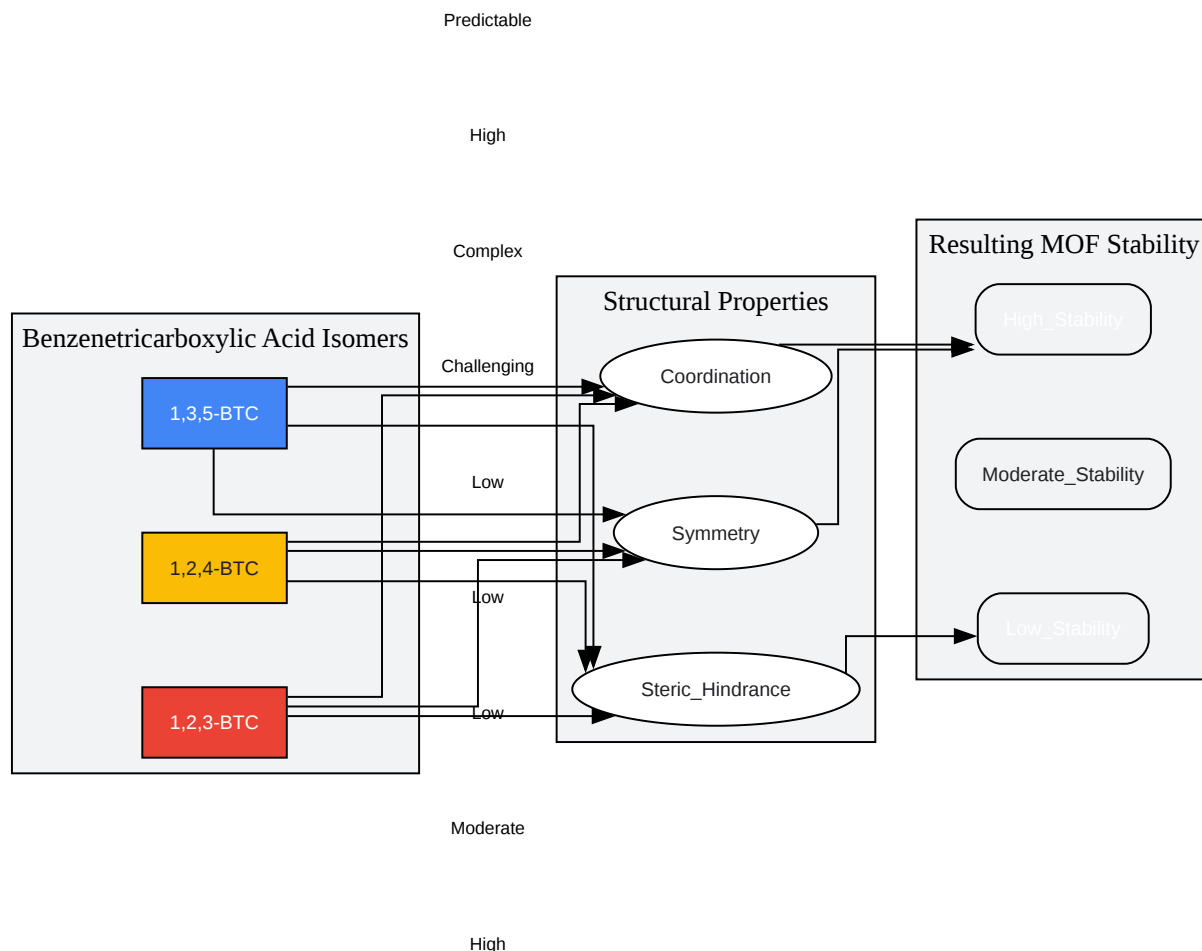 Predictable
High
Complex
Resulting MOF Stability
Structural Properties
High_Stability
Benzenetricarboxylic Acid Isomers
Challenging
Coordination
1,3,5-BTC
Moderate_Stability
Low
Symmetry
1,2,4-BTC
Low
Low_Stability
Steric_Hindrance
Low
1,2,3-BTC
Moderate
High